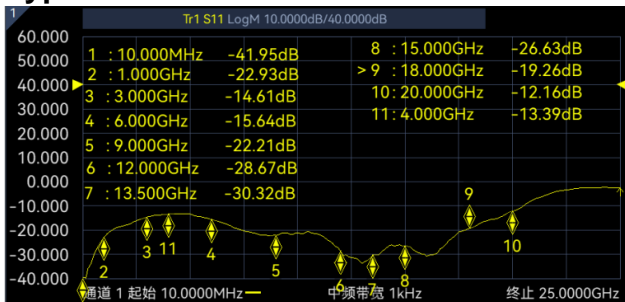 1
Tr1 S11 LogM 10.0000dB/40.0000dB
60.000
50.000
40.000
30.000
20.000
10.000
0.000
-10.000
-20.000
-30.000
-40.000
1 : 10.000MHz -41.95dB
2 : 1.000GHz -22.93dB
3 : 3.000GHz -14.61dB
4 : 6.000GHz -15.64dB
5 : 9.000GHz -22.21dB
6 : 12.000GHz -28.67dB
7 : 13.500GHz -30.32dB
8 : 15.000GHz -26.63dB
>9 : 18.000GHz -19.26dB
10: 20.000GHz -12.16dB
11: 4.000GHz -13.39dB
2
3
11
4
5
6
7
8
9
10
通道 1 起始 10.0000MHz
中频带宽 1kHz
终止 25.0000GHz